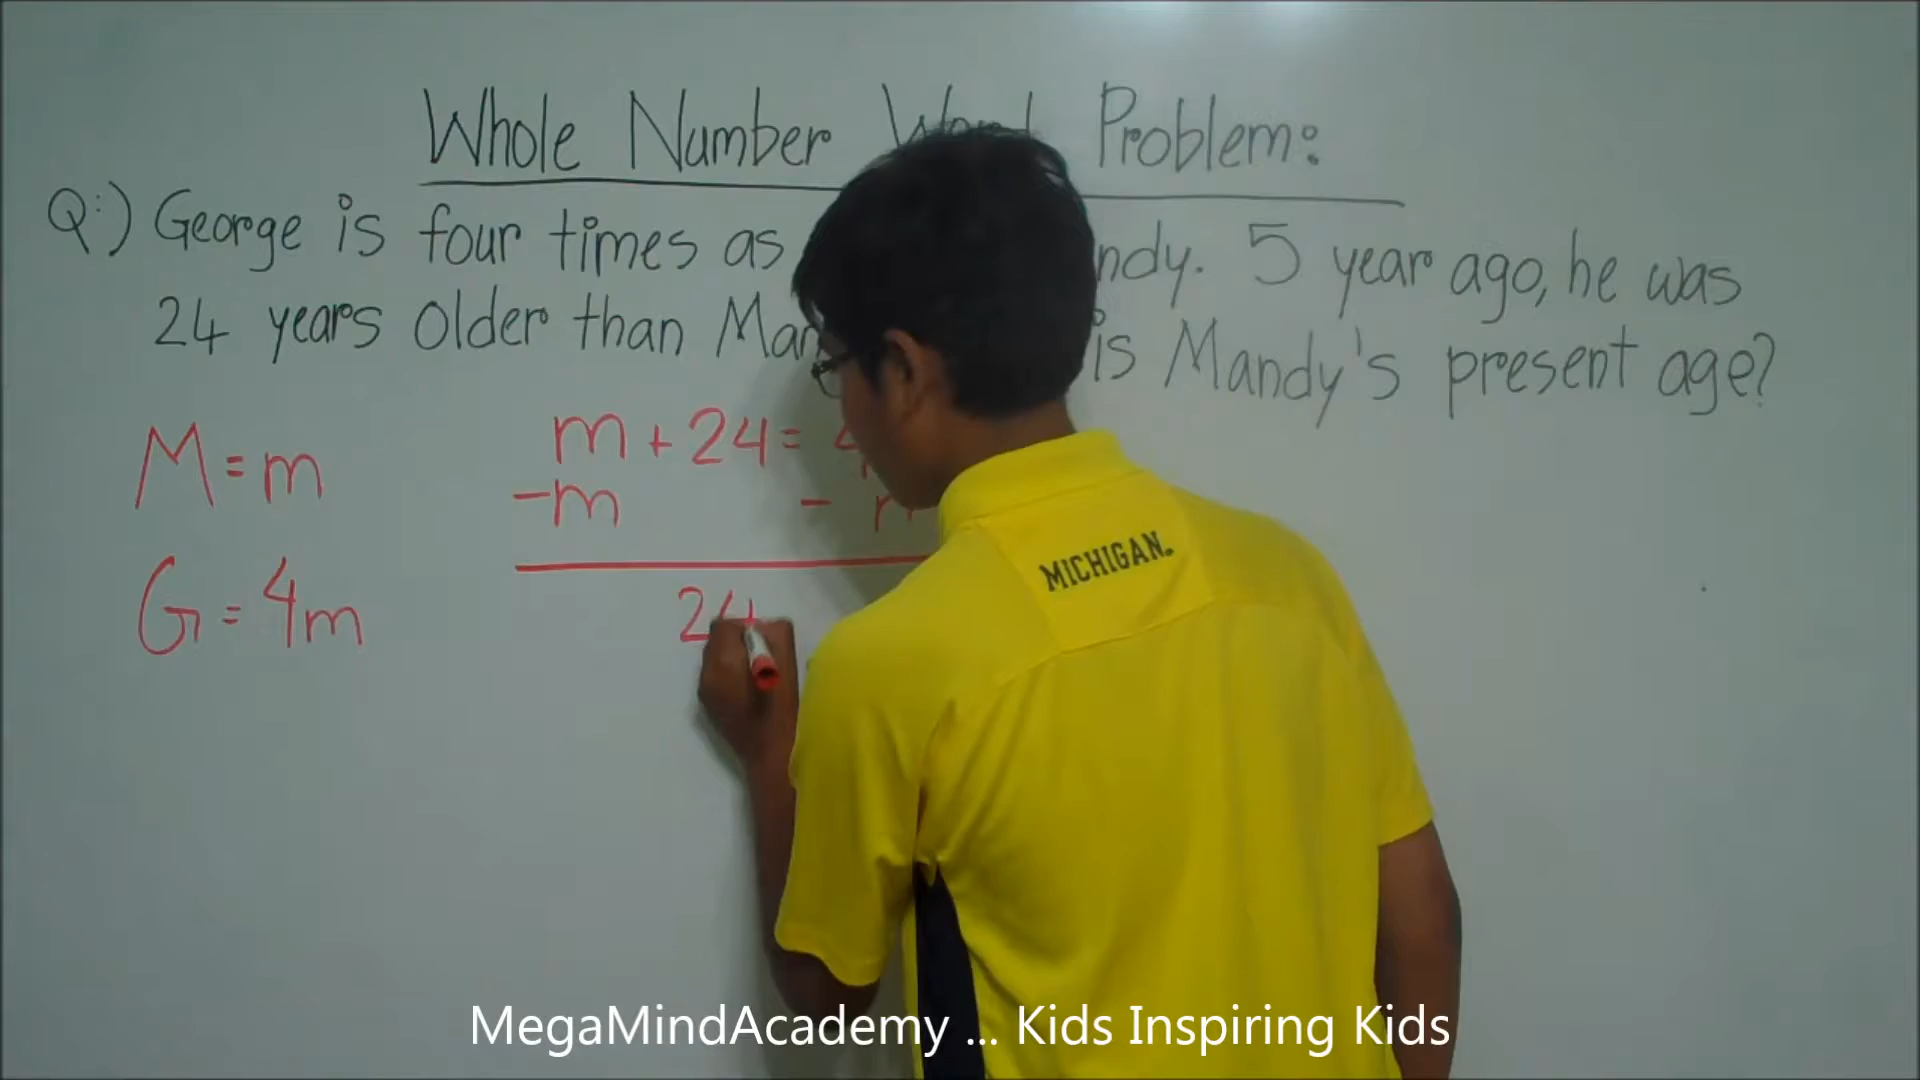 Whole Number Word Problem:
Q:) George is four times as ndy. 5 year ago, he was
24 years older than Man is Mandy's present age?
M = m
m + 24 = 4
-m -
G = 4m
24
MICHIGAN.
MegaMindAcademy ... Kids Inspiring Kids